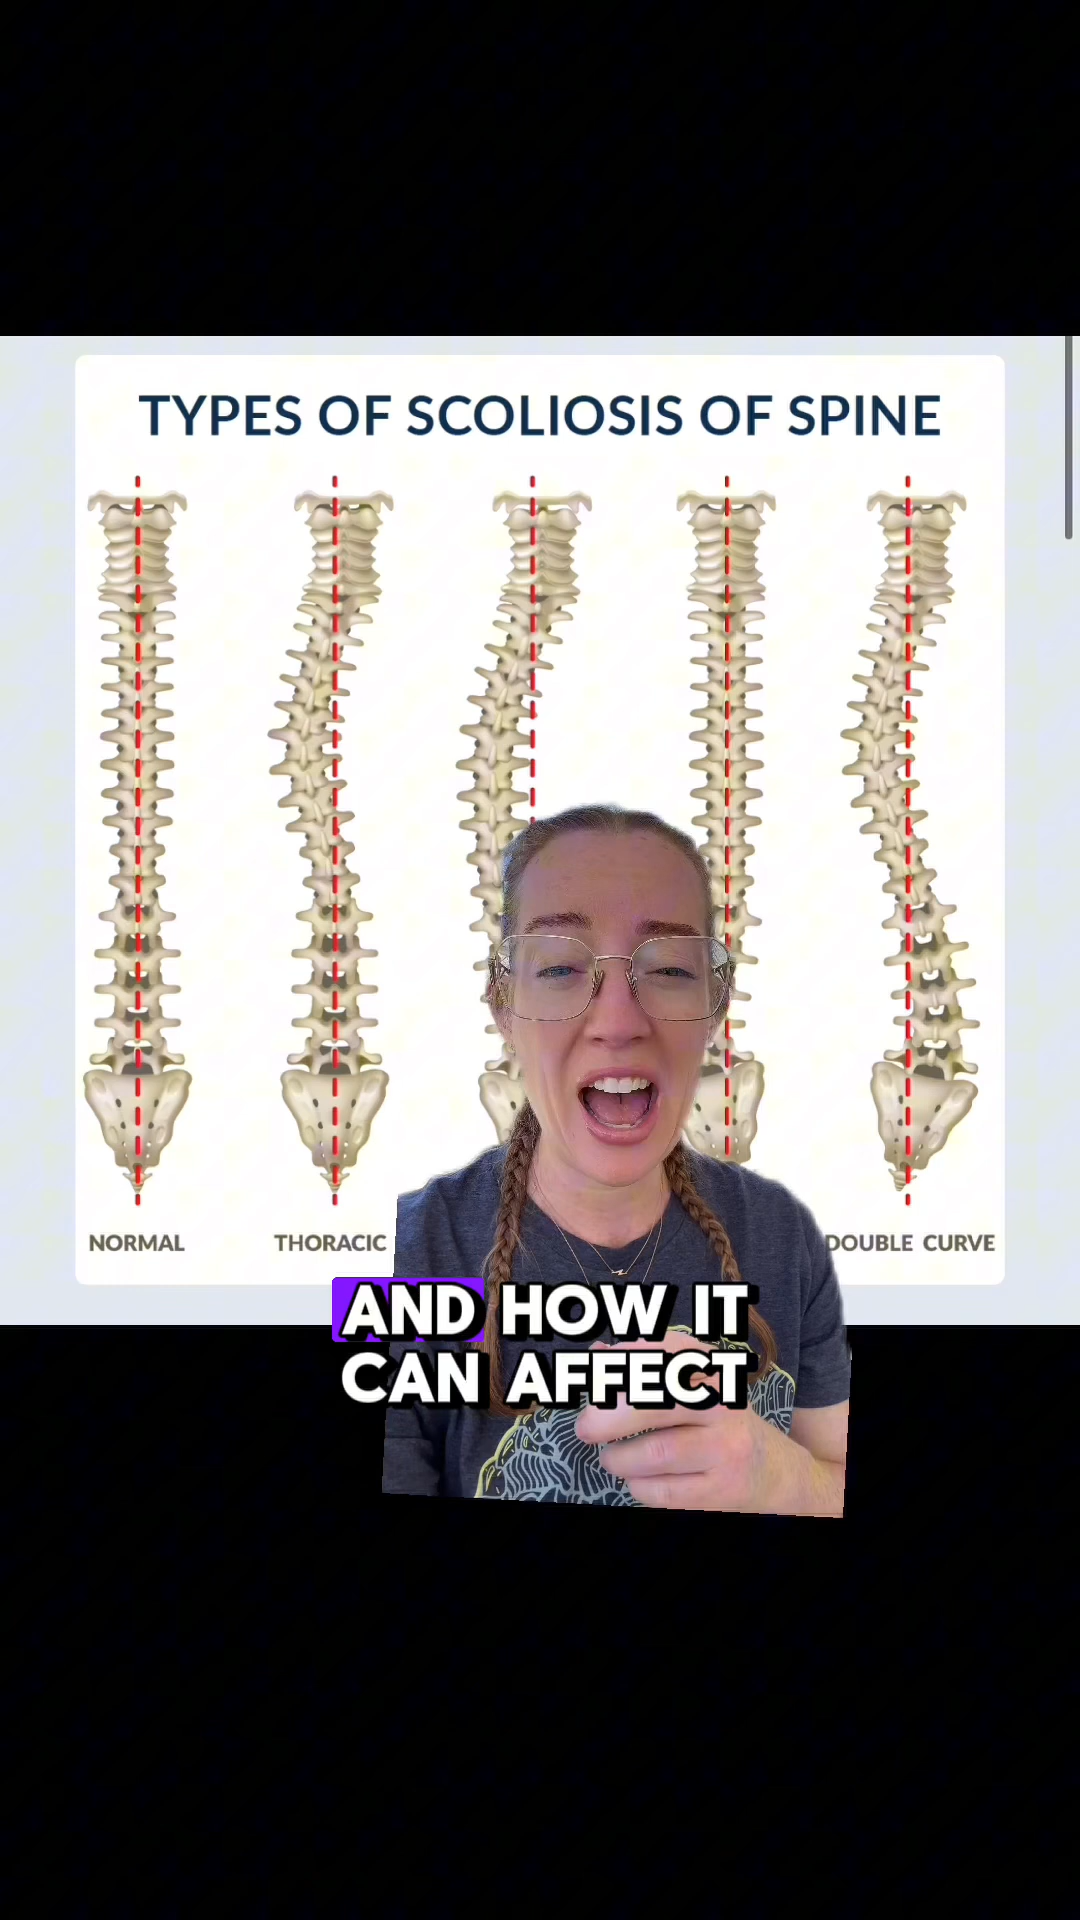 TYPES OF SCOLIOSIS OF SPINE
NORMAL
THORACIC
DOUBLE CURVE
AND HOW IT
CAN AFFECT